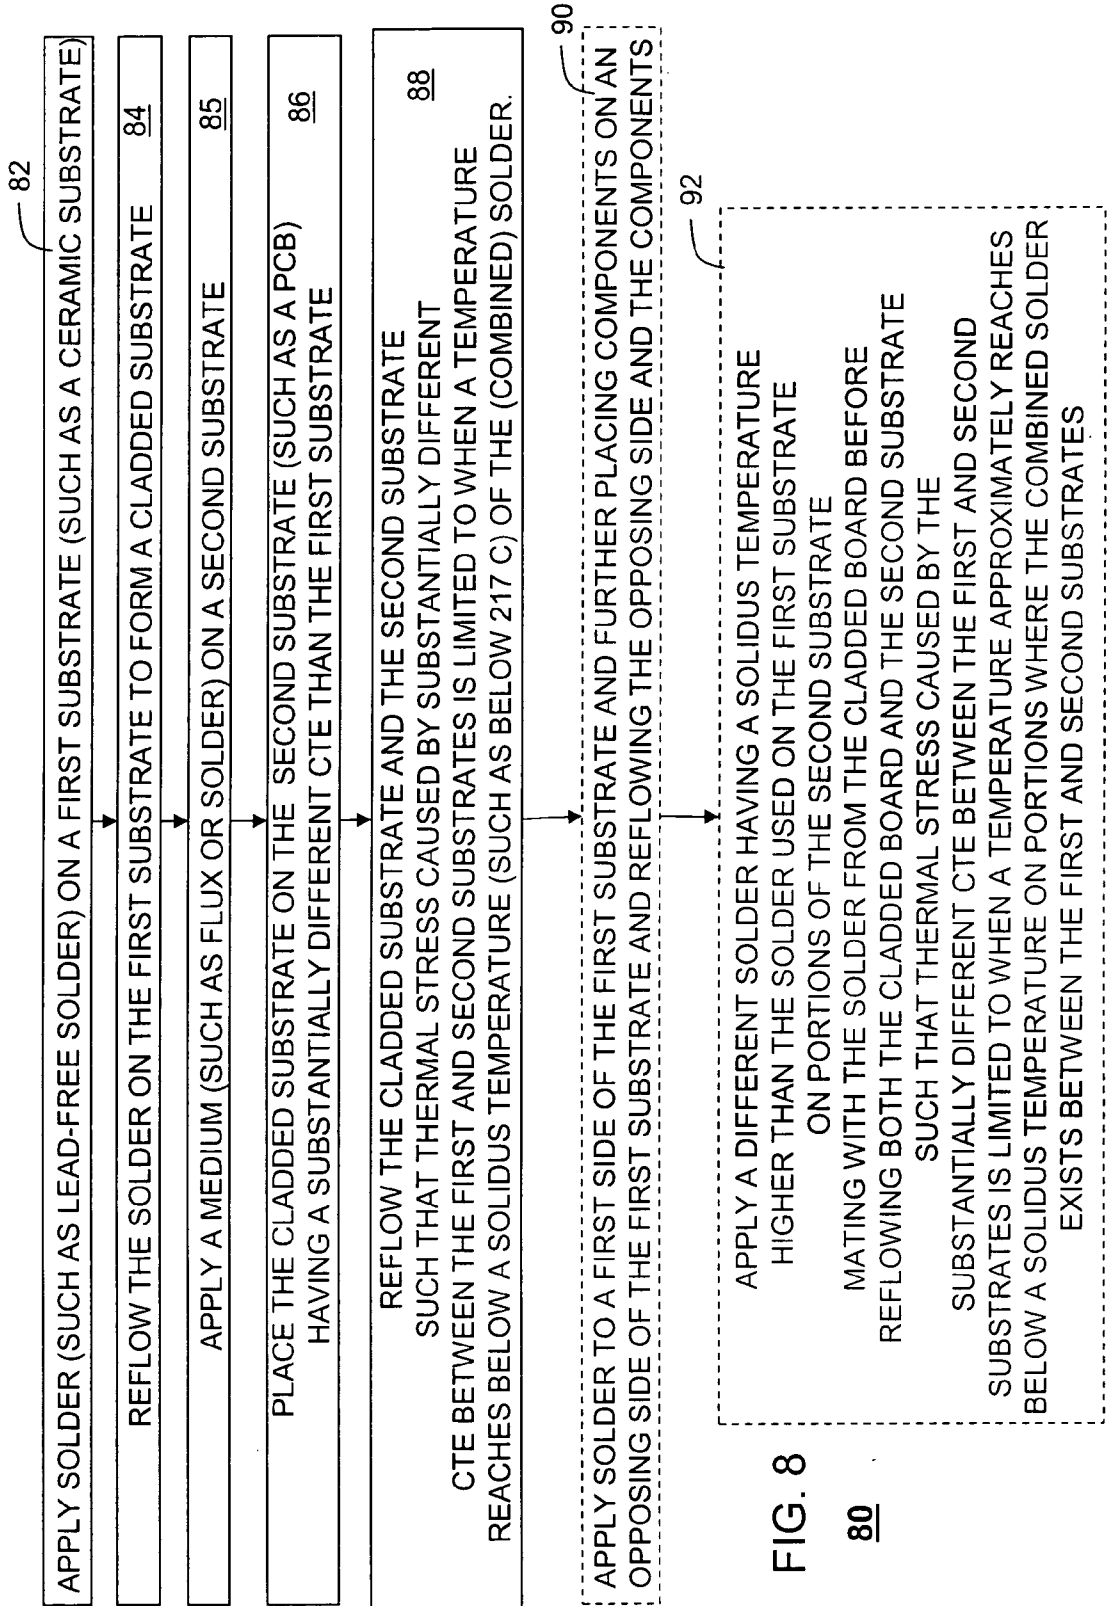 82
APPLY SOLDER (SUCH AS LEAD-FREE SOLDER) ON A FIRST SUBSTRATE (SUCH AS A CERAMIC SUBSTRATE)
REFLOW THE SOLDER ON THE FIRST SUBSTRATE TO FORM A CLADDED SUBSTRATE 84
APPLY A MEDIUM (SUCH AS FLUX OR SOLDER) ON A SECOND SUBSTRATE 85
PLACE THE CLADDED SUBSTRATE ON THE SECOND SUBSTRATE (SUCH AS A PCB)
HAVING A SUBSTANTIALLY DIFFERENT CTE THAN THE FIRST SUBSTRATE
86
REFLOW THE CLADDED SUBSTRATE AND THE SECOND SUBSTRATE
SUCH THAT THERMAL STRESS CAUSED BY SUBSTANTIALLY DIFFERENT
88
CTE BETWEEN THE FIRST AND SECOND SUBSTRATES IS LIMITED TO WHEN A TEMPERATURE
REACHES BELOW A SOLIDUS TEMPERATURE (SUCH AS BELOW 217 C) OF THE (COMBINED) SOLDER.
90
APPLY SOLDER TO A FIRST SIDE OF THE FIRST SUBSTRATE AND FURTHER PLACING COMPONENTS ON AN
OPPOSING SIDE OF THE FIRST SUBSTRATE AND REFLOWING THE OPPOSING SIDE AND THE COMPONENTS
92
APPLY A DIFFERENT SOLDER HAVING A SOLIDUS TEMPERATURE
HIGHER THAN THE SOLDER USED ON THE FIRST SUBSTRATE
ON PORTIONS OF THE SECOND SUBSTRATE
MATING WITH THE SOLDER FROM THE CLADDED BOARD BEFORE
REFLOWING BOTH THE CLADDED BOARD AND THE SECOND SUBSTRATE
SUCH THAT THERMAL STRESS CAUSED BY THE
SUBSTANTIALLY DIFFERENT CTE BETWEEN THE FIRST AND SECOND
SUBSTRATES IS LIMITED TO WHEN A TEMPERATURE APPROXIMATELY REACHES
BELOW A SOLIDUS TEMPERATURE ON PORTIONS WHERE THE COMBINED SOLDER
EXISTS BETWEEN THE FIRST AND SECOND SUBSTRATES
FIG. 8
80